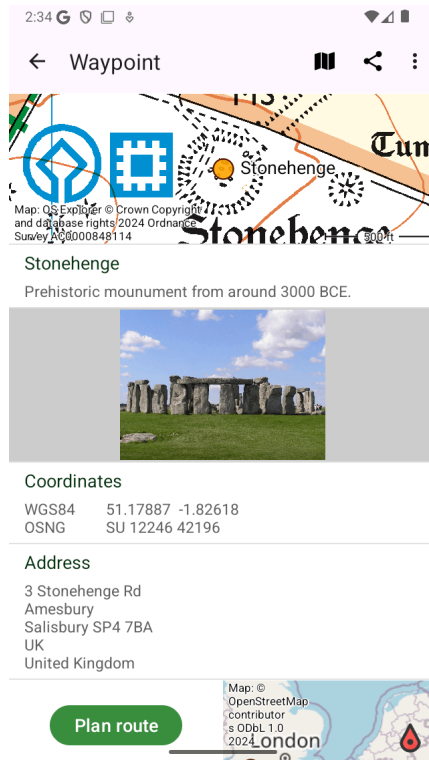 2:34
Waypoint
M3
Tum
Stonehenge
Map: OS Explorer © Crown Copyright
and database rights 2024 Ordnance
Survey AC0000848114
Stonehenge
500 ft
Stonehenge
Prehistoric mounument from around 3000 BCE.
Coordinates
WGS84 51.17887 -1.82618
OSNG SU 12246 42196
Address
3 Stonehenge Rd
Amesbury
Salisbury SP4 7BA
UK
United Kingdom
Plan route
Map: ©
OpenStreetMap
contributor
s ODbL 1.0
2024
London